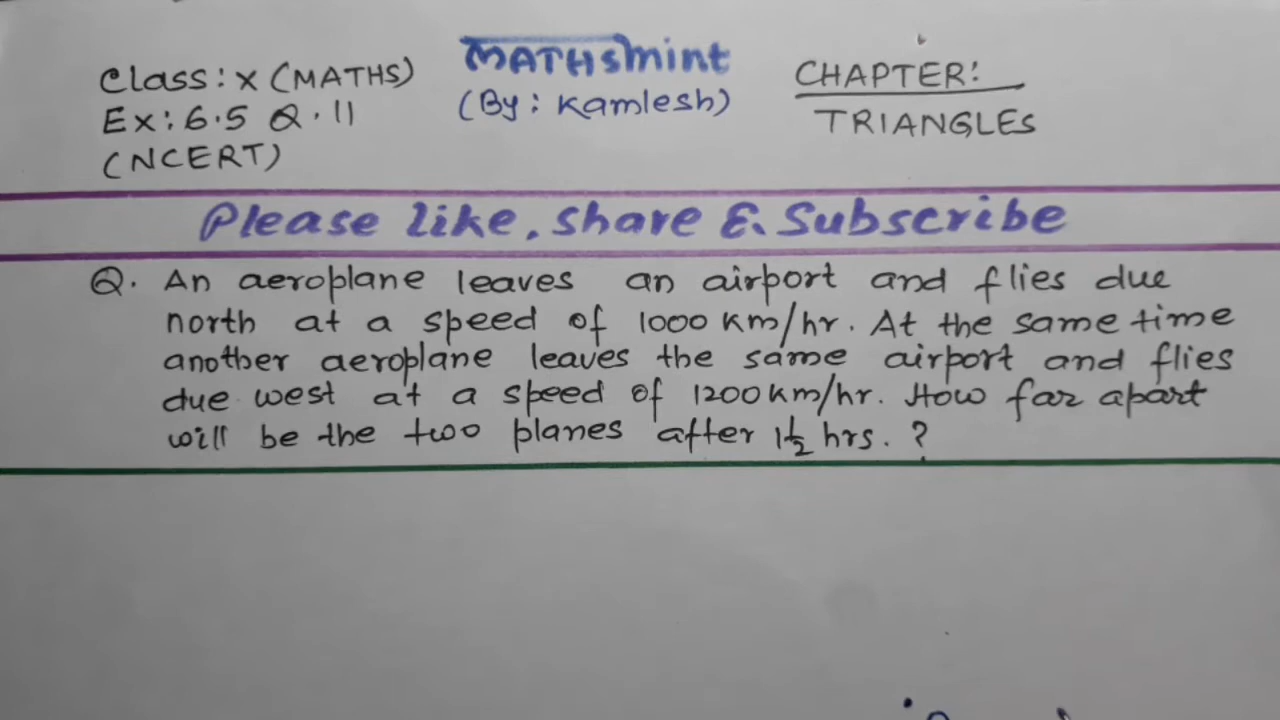 Class: X (MATHS)
Ex: 6.5 Q. 11
(NCERT)
MATHSMint
(By: Kamlesh)
CHAPTER:
TRIANGLES
Please like, share & Subscribe
Q. An aeroplane leaves an airport and flies due
north at a speed of 1000 km/hr. At the same time
another aeroplane leaves the same airport and flies
due west at a speed of 1200 km/hr. How far apart
will be the two planes after 1½ hrs. ?